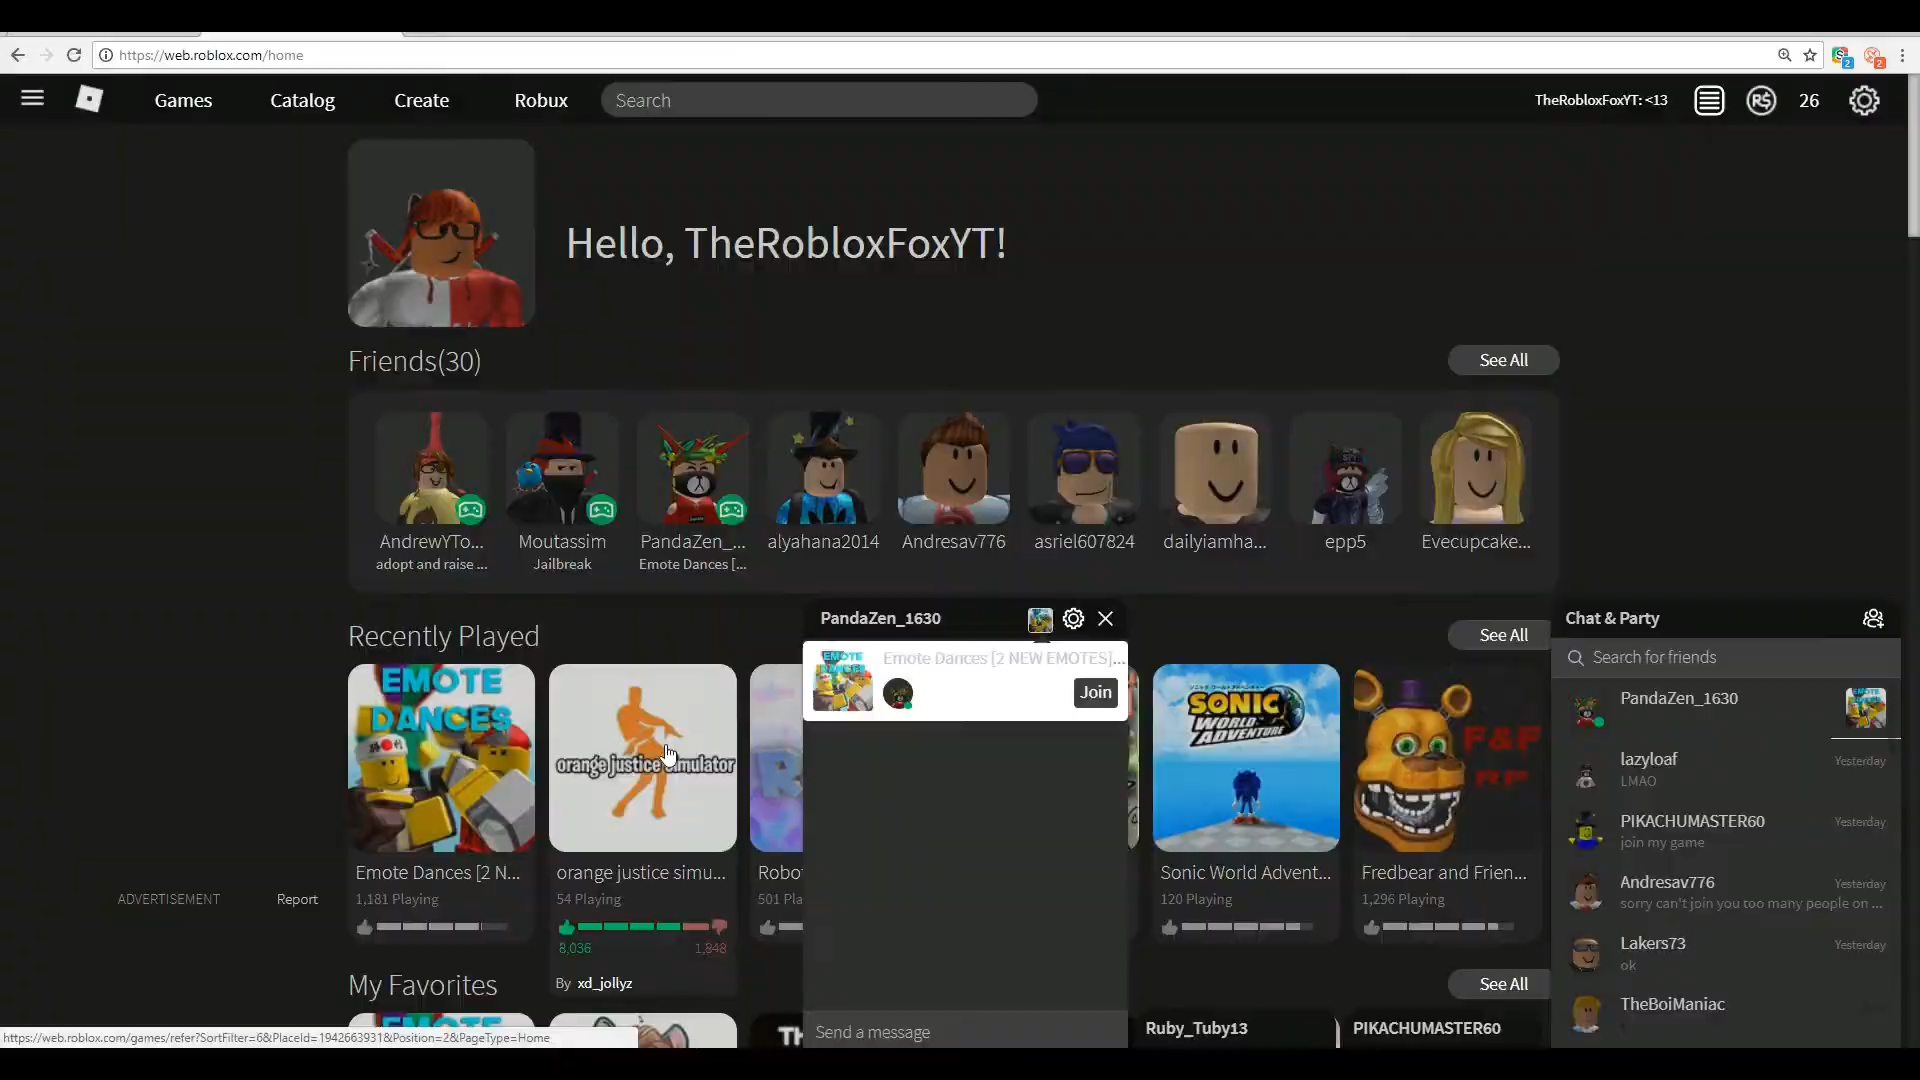 https://web.roblox.com/home
Games
Catalog
Create
Robux
Search
TheRobloxFoxYT: <13
26
Hello, TheRobloxFoxYT!
Friends(30)
See All
AndrewYTo...
adopt and raise ...
Moutassim
Jailbreak
PandaZen_...
Emote Dances [...
alyahana2014
Andresav776
asriel607824
dailyiamha...
epp5
Evecupcake...
Recently Played
See All
EMOTE
DANCES
Emote Dances [2 N...
1,181 Playing
orange justice simulator
orange justice simu...
54 Playing
8,036
1,848
By xd_jollyz
Robo
501 Pla
SONIC
WORLD
ADVENTURE
Sonic World Advent...
120 Playing
F&F
RP
Fredbear and Frien...
1,296 Playing
ADVERTISEMENT
Report
My Favorites
See All
PandaZen_1630
EMOTE
DANCES
Emote Dances [2 NEW EMOTES]...
Join
Send a message
Chat & Party
Search for friends
PandaZen_1630
lazyloaf
Yesterday
LMAO
PIKACHUMASTER60
Yesterday
join my game
Andresav776
Yesterday
sorry can't join you too many people on ...
Lakers73
Yesterday
ok
TheBoiManiac
Ruby_Tuby13
PIKACHUMASTER60
https://web.roblox.com/games/refer?SortFilter=6&PlaceId=1942663931&Position=2&PageType=Home